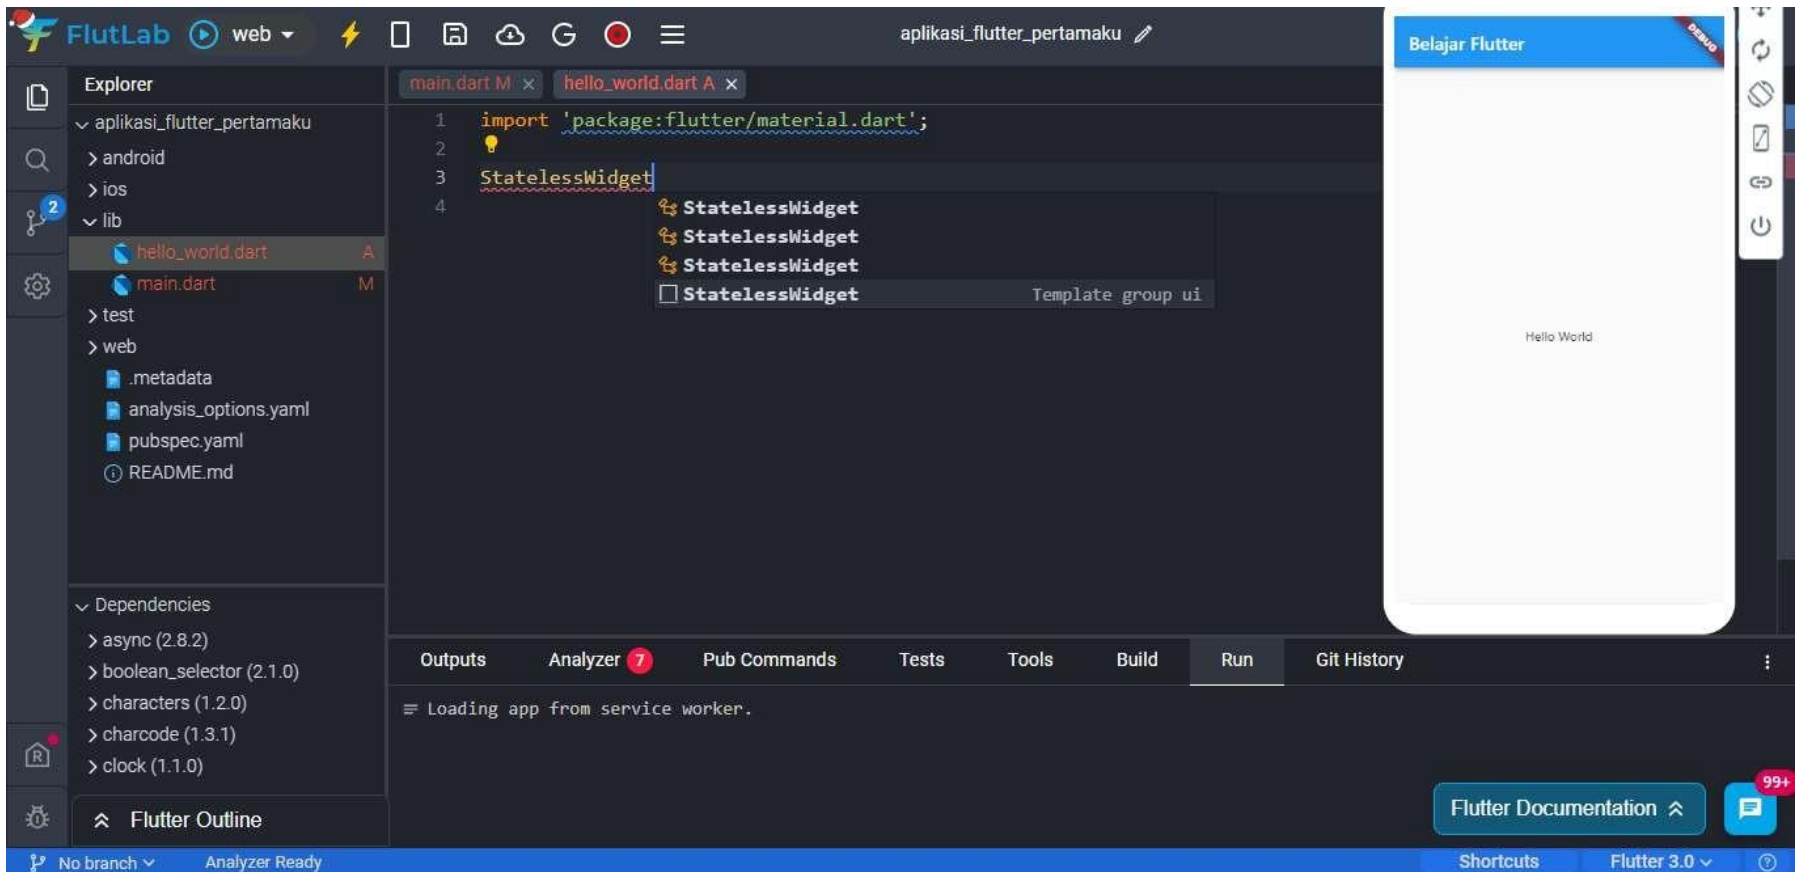 FlutLab web aplikasi_flutter_pertamaku
Explorer
aplikasi_flutter_pertamaku
android
ios
lib
hello_world.dart A
main.dart M
test
web
.metadata
analysis_options.yaml
pubspec.yaml
README.md
2
Dependencies
async (2.8.2)
boolean_selector (2.1.0)
characters (1.2.0)
charcode (1.3.1)
clock (1.1.0)
R
Flutter Outline
main.dart M × hello_world.dart A ×
1 import 'package:flutter/material.dart';
2
3 StatelessWidget
4
StatelessWidget
StatelessWidget
StatelessWidget
StatelessWidget Template group ui
Belajar Flutter
DEBUG
Hello World
Outputs Analyzer 7 Pub Commands Tests Tools Build Run Git History
Loading app from service worker.
Flutter Documentation
99+
No branch Analyzer Ready Shortcuts Flutter 3.0